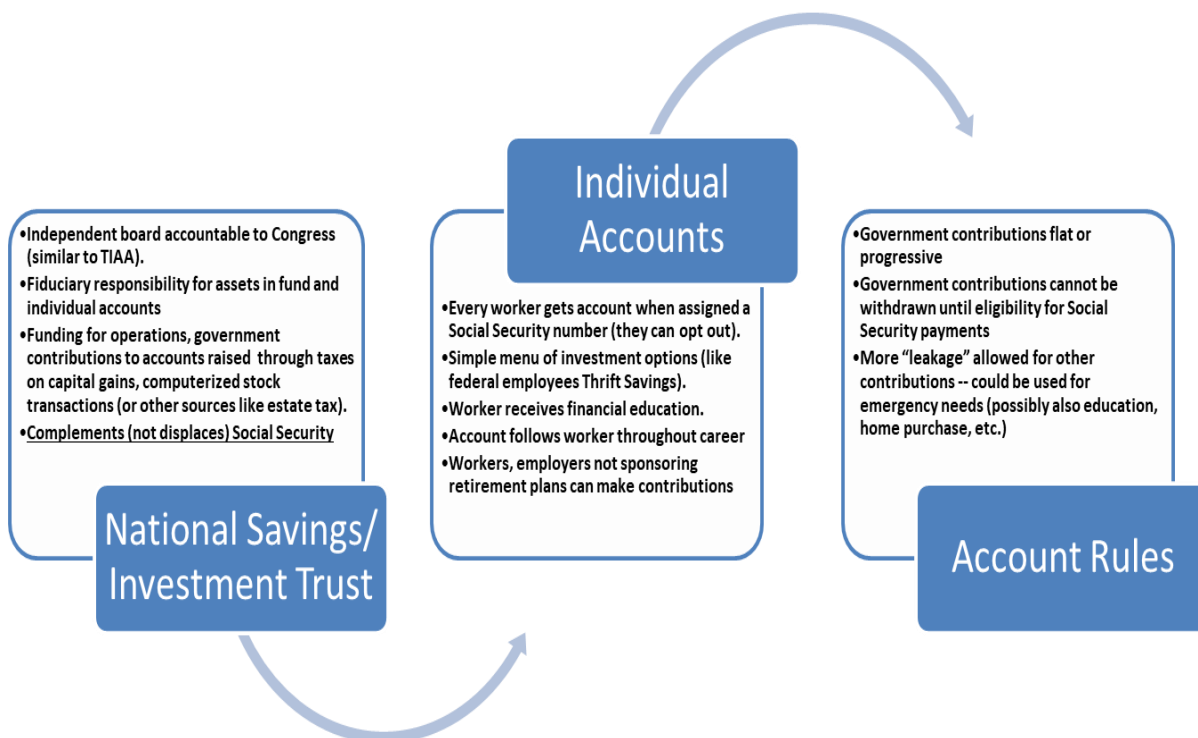 •Independent board accountable to Congress
(similar to TIAA).
•Fiduciary responsibility for assets in fund and
individual accounts
•Funding for operations, government
contributions to accounts raised through taxes
on capital gains, computerized stock
transactions (or other sources like estate tax).
•Complements (not displaces) Social Security
National Savings/
Investment Trust
Individual
Accounts
•Every worker gets account when assigned a
Social Security number (they can opt out).
•Simple menu of investment options (like
federal employees Thrift Savings).
•Worker receives financial education.
•Account follows worker throughout career
•Workers, employers not sponsoring
retirement plans can make contributions
•Government contributions flat or
progressive
•Government contributions cannot be
withdrawn until eligibility for Social
Security payments
•More “leakage” allowed for other
contributions -- could be used for
emergency needs (possibly also education,
home purchase, etc.)
Account Rules